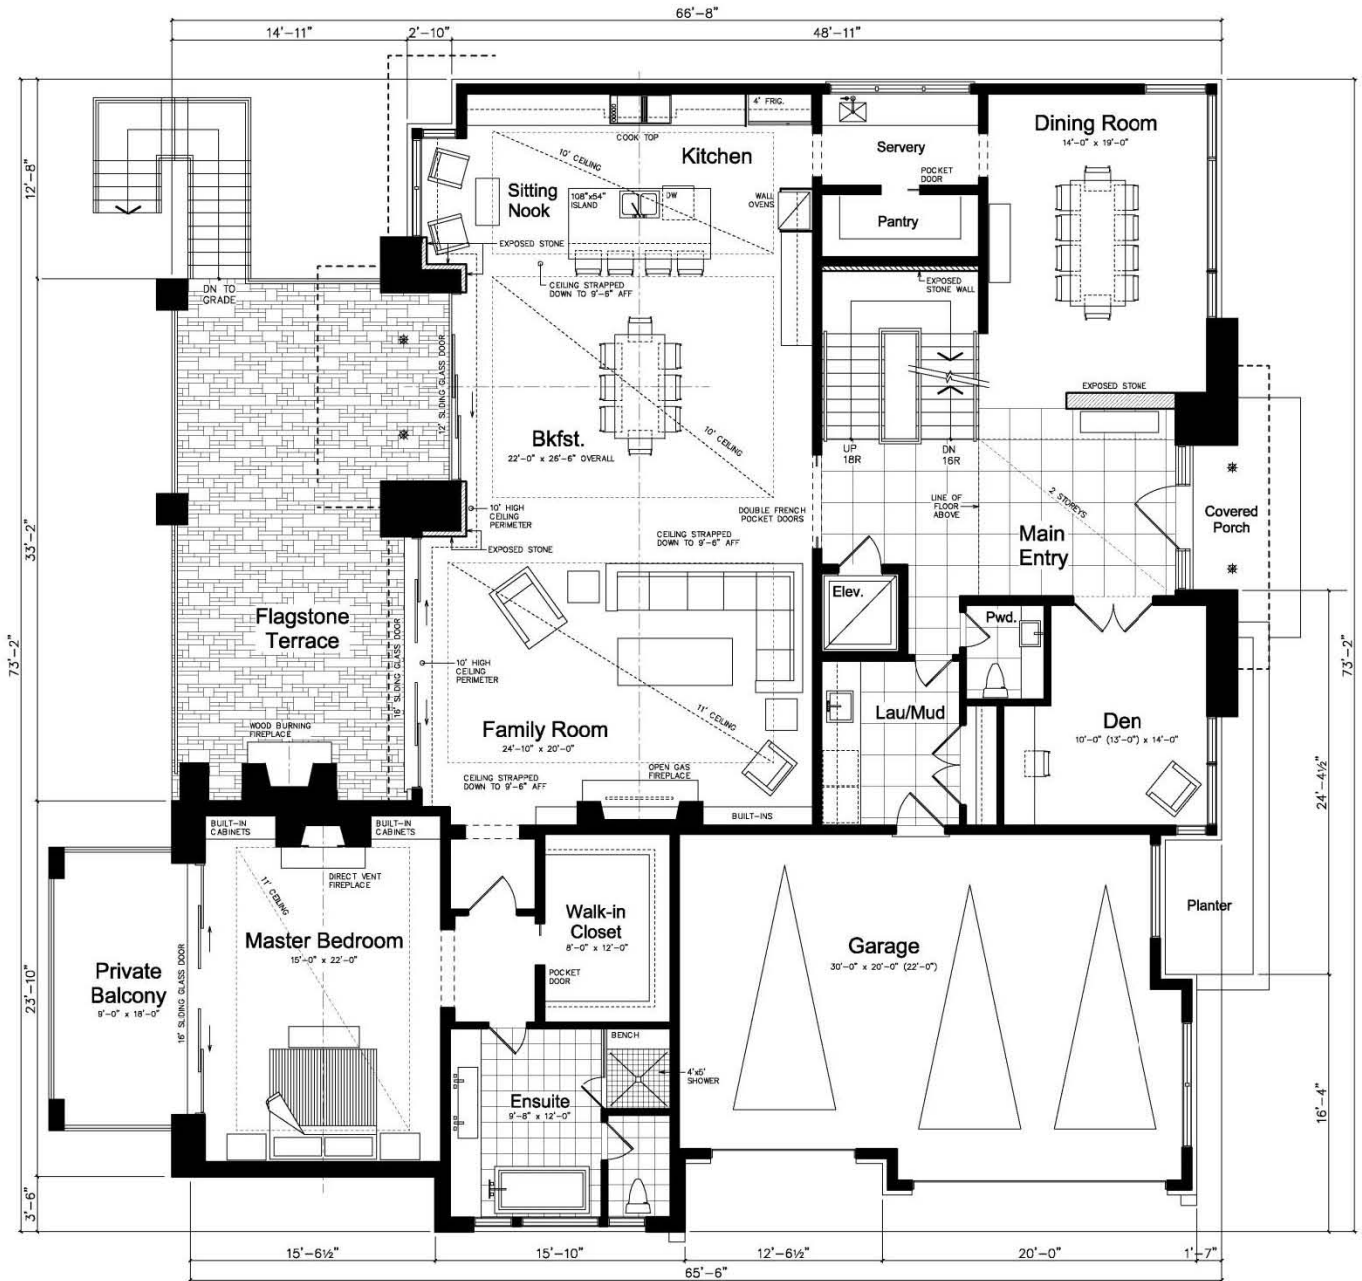 66'-8"
14'-11"
2'-10"
48'-11"
12'-8"
33'-2"
73'-2"
23'-10"
3'-6"
73'-2"
24'-4½"
16'-4"
COOK TOP
4' FRIG.
10' CEILING
Kitchen
Sitting
Nook
108"x54"
ISLAND
DW
WALL
OVENS
EXPOSED STONE
CEILING STRAPPED
DOWN TO 9'-6" AFF
Servery
POCKET
DOOR
Pantry
Dining Room
14'-0" x 19'-0"
EXPOSED
STONE WALL
EXPOSED STONE
DN TO
GRADE
12' SLIDING GLASS DOOR
Bkfst.
22'-0" x 26'-6" OVERALL
10' CEILING
UP
18R
DN
16R
LINE OF
FLOOR
ABOVE
2 STOREYS
Main
Entry
Covered
Porch
10' HIGH
CEILING
PERIMETER
DOUBLE FRENCH
POCKET DOORS
CEILING STRAPPED
DOWN TO 9'-6" AFF
EXPOSED STONE
Flagstone
Terrace
16' SLIDING GLASS DOOR
10' HIGH
CEILING
PERIMETER
Elev.
Pwd.
Lau/Mud
Den
10'-0" (13'-0") x 14'-0"
11' CEILING
Family Room
24'-10" x 20'-0"
WOOD BURNING
FIREPLACE
CEILING STRAPPED
DOWN TO 9'-6" AFF
OPEN GAS
FIREPLACE
BUILT-INS
BUILT-IN
CABINETS
BUILT-IN
CABINETS
DIRECT VENT
FIREPLACE
11' CEILING
Master Bedroom
15'-0" x 22'-0"
16' SLIDING GLASS DOOR
Private
Balcony
9'-0" x 18'-0"
Walk-in
Closet
8'-0" x 12'-0"
POCKET
DOOR
Garage
30'-0" x 20'-0" (22'-0")
Planter
BENCH
4'x5'
SHOWER
Ensuite
9'-8" x 12'-0"
15'-6½"
15'-10"
12'-6½"
20'-0"
1'-7"
65'-6"